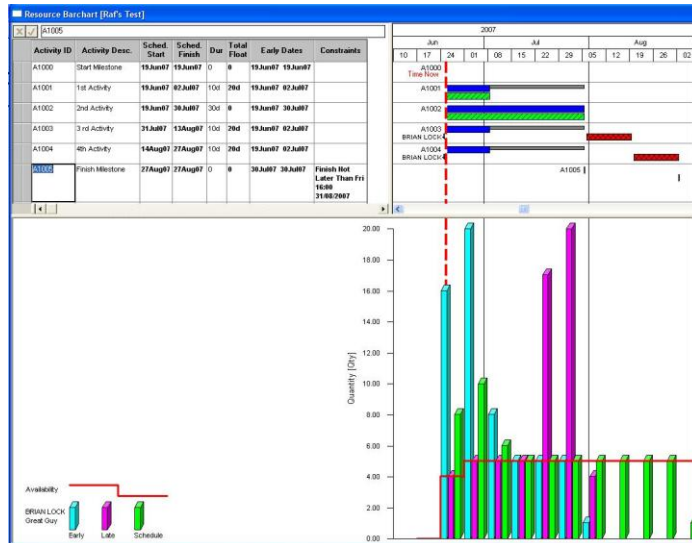 Resource Barchart [Raf's Test]
A1005
Activity ID Activity Desc. Sched. Start Sched. Finish Dur Total Float Early Dates Constraints
A1000 Start Milestone 19Jun07 19Jun07 0 0 19Jun07 19Jun07
A1001 1st Activity 19Jun07 02Jul07 10d 20d 19Jun07 02Jul07
A1002 2nd Activity 19Jun07 30Jul07 30d 0 19Jun07 30Jul07
A1003 3 rd Activity 31Jul07 13Aug07 10d 20d 19Jun07 02Jul07
A1004 4th Activity 14Aug07 27Aug07 10d 20d 19Jun07 02Jul07
A1005 Finish Milestone 27Aug07 27Aug07 0 0 30Jul07 30Jul07 Finish Not
Later Than Fri
16:00
31/08/2007
2007
Jun Jul Aug
10 17 24 01 08 15 22 29 05 12 19 26 02
A1000
Time Now
A1001
A1002
A1003
BRIAN LOCK
A1004
BRIAN LOCK
A1005
20.00
18.00
16.00
14.00
12.00
10.00
8.00
6.00
4.00
2.00
0.00
Quantity [Qty]
Availability
BRIAN LOCK
Great Guy
Early Late Schedule